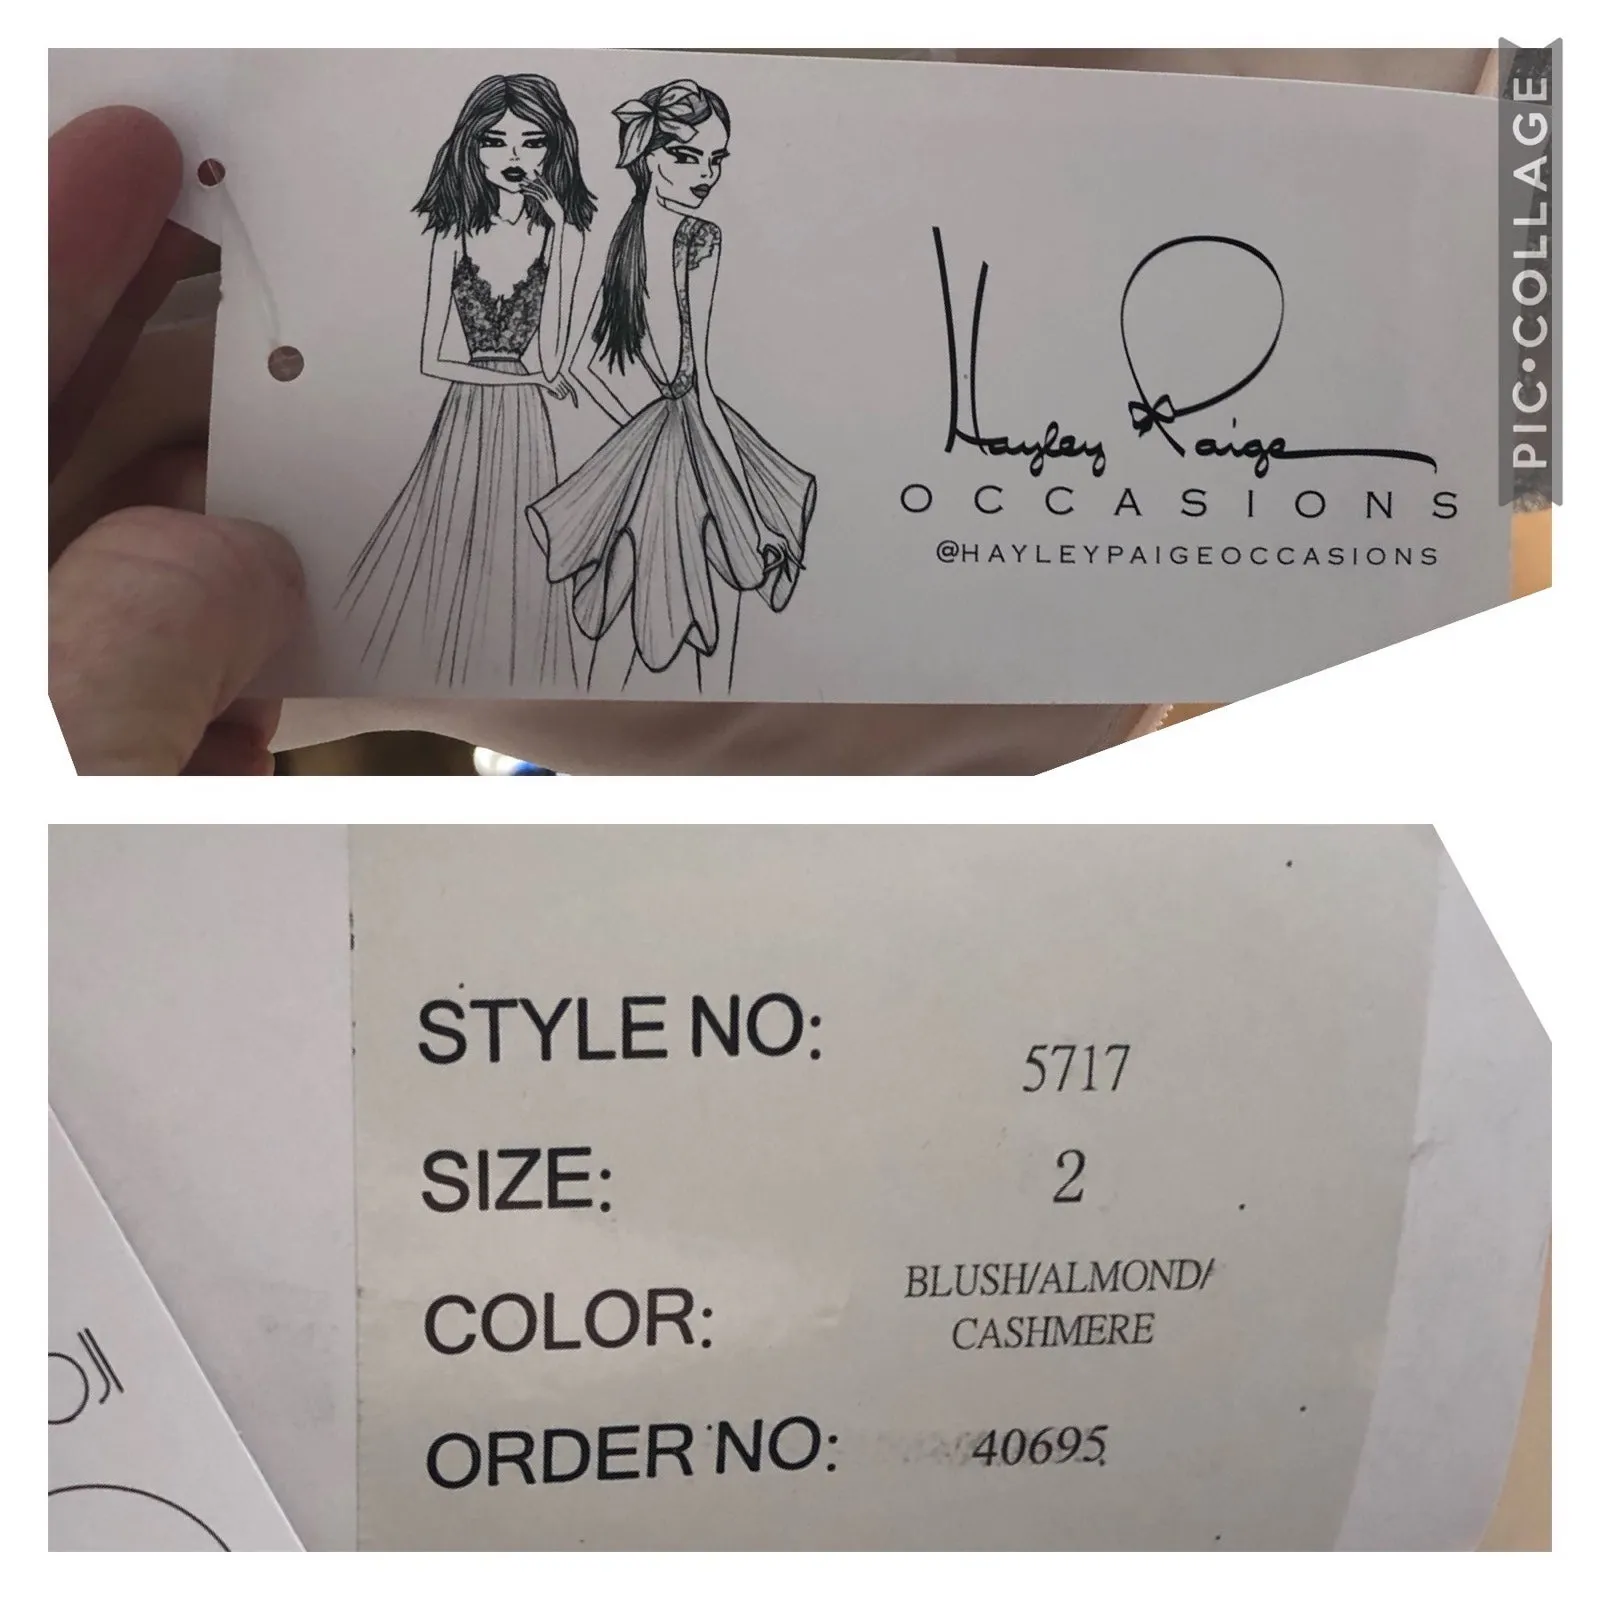 PIC•COLLAGE
Hayley Paige
OCCASIONS
@HAYLEYPAIGEOCCASIONS
STYLE NO: 5717
SIZE: 2
COLOR: BLUSH/ALMOND/
CASHMERE
ORDER NO: 40695